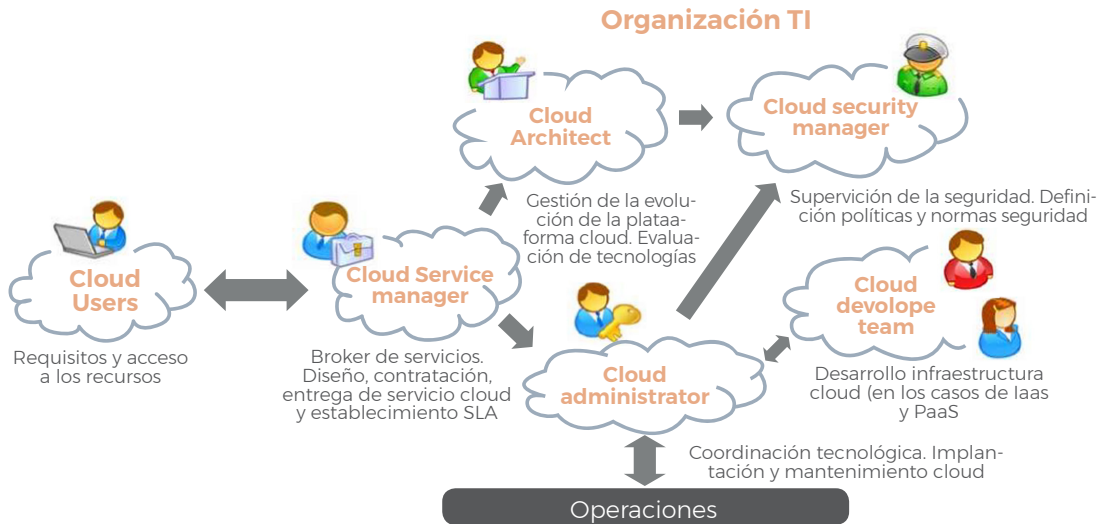 Organización TI
Cloud
Architect
Cloud security
manager
Gestión de la evolu-
ción de la plataa-
forma cloud. Evalua-
ción de tecnologías
Supervición de la seguridad. Defini-
ción políticas y normas seguridad
Cloud
Users
Requisitos y acceso
a los recursos
Cloud Service
manager
Broker de servicios.
Diseño, contratación,
entrega de servicio cloud
y establecimiento SLA
Cloud
administrator
Cloud
devolope
team
Desarrollo infraestructura
cloud (en los casos de Iaas
y PaaS
Coordinación tecnológica. Implan-
tación y mantenimiento cloud
Operaciones